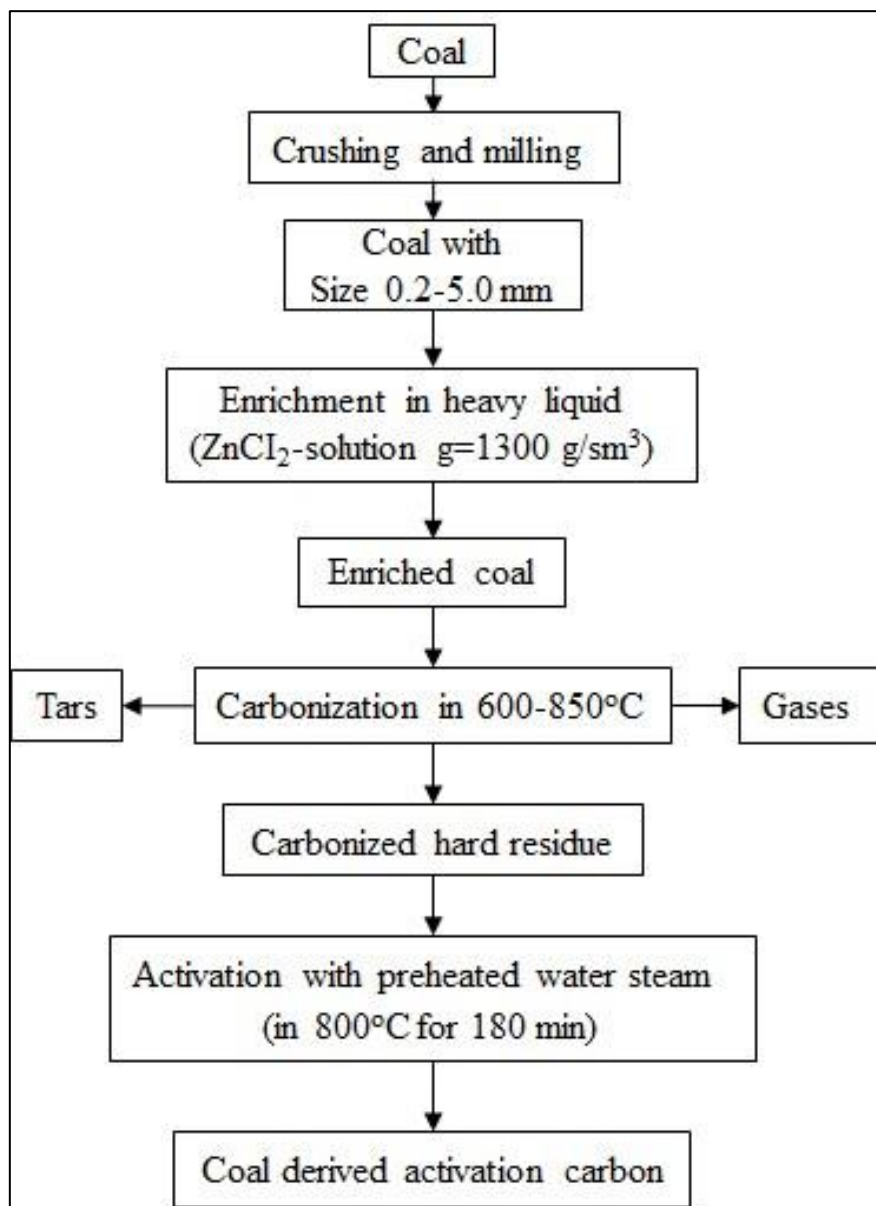 Coal
Crushing and milling
Coal with
Size 0.2-5.0 mm
Enrichment in heavy liquid
(ZnCI₂-solution g=1300 g/sm³)
Enriched coal
Tars
Carbonization in 600-850°C
Gases
Carbonized hard residue
Activation with preheated water steam
(in 800°C for 180 min)
Coal derived activation carbon